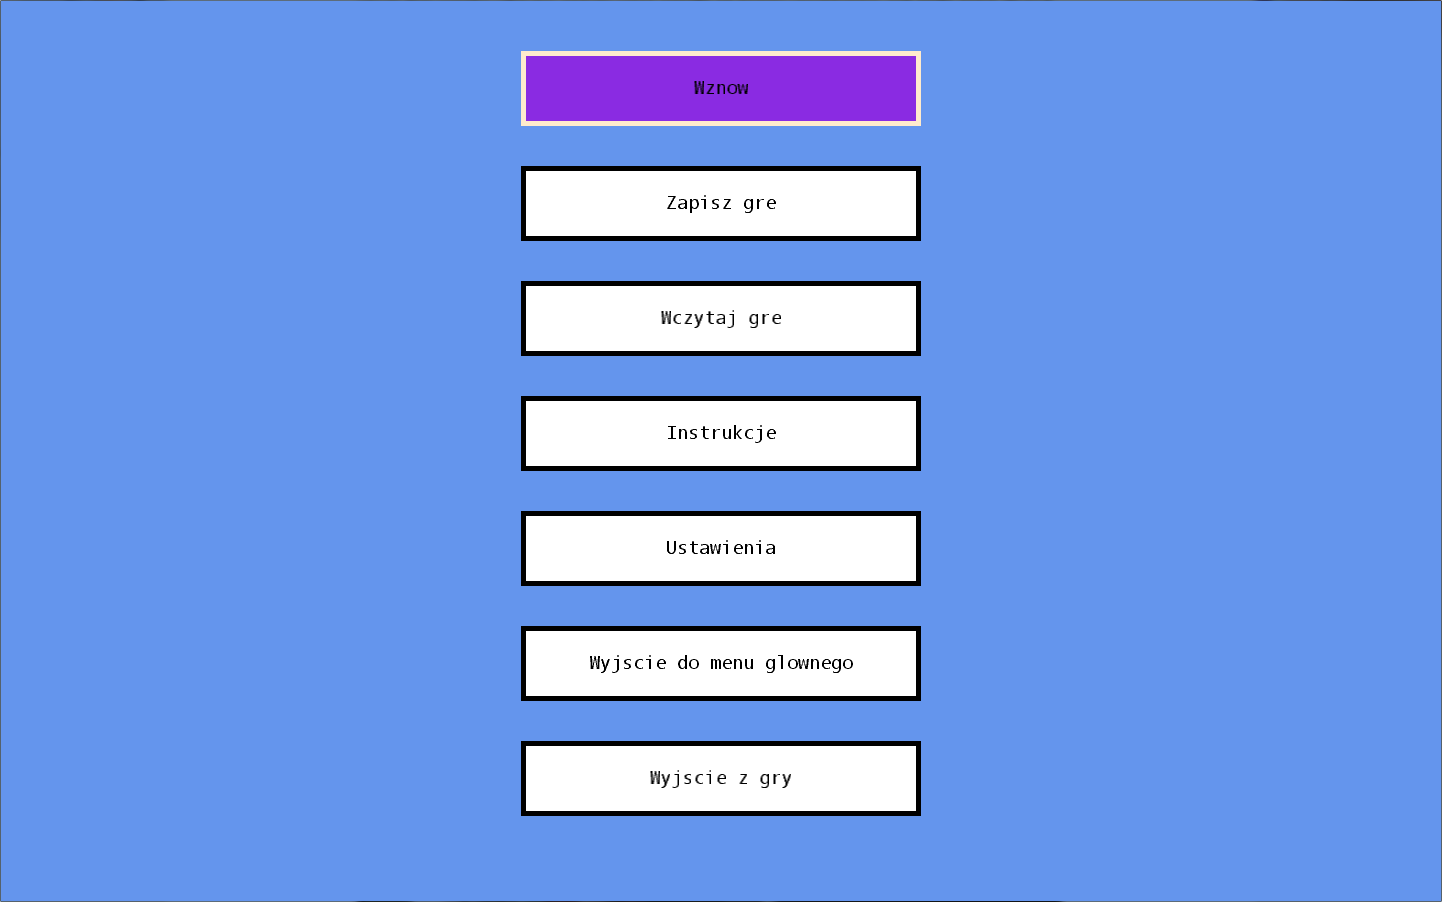 Wznow
Zapisz gre
Wczytaj gre
Instrukcje
Ustawienia
Wyjscie do menu glownego
Wyjscie z gry